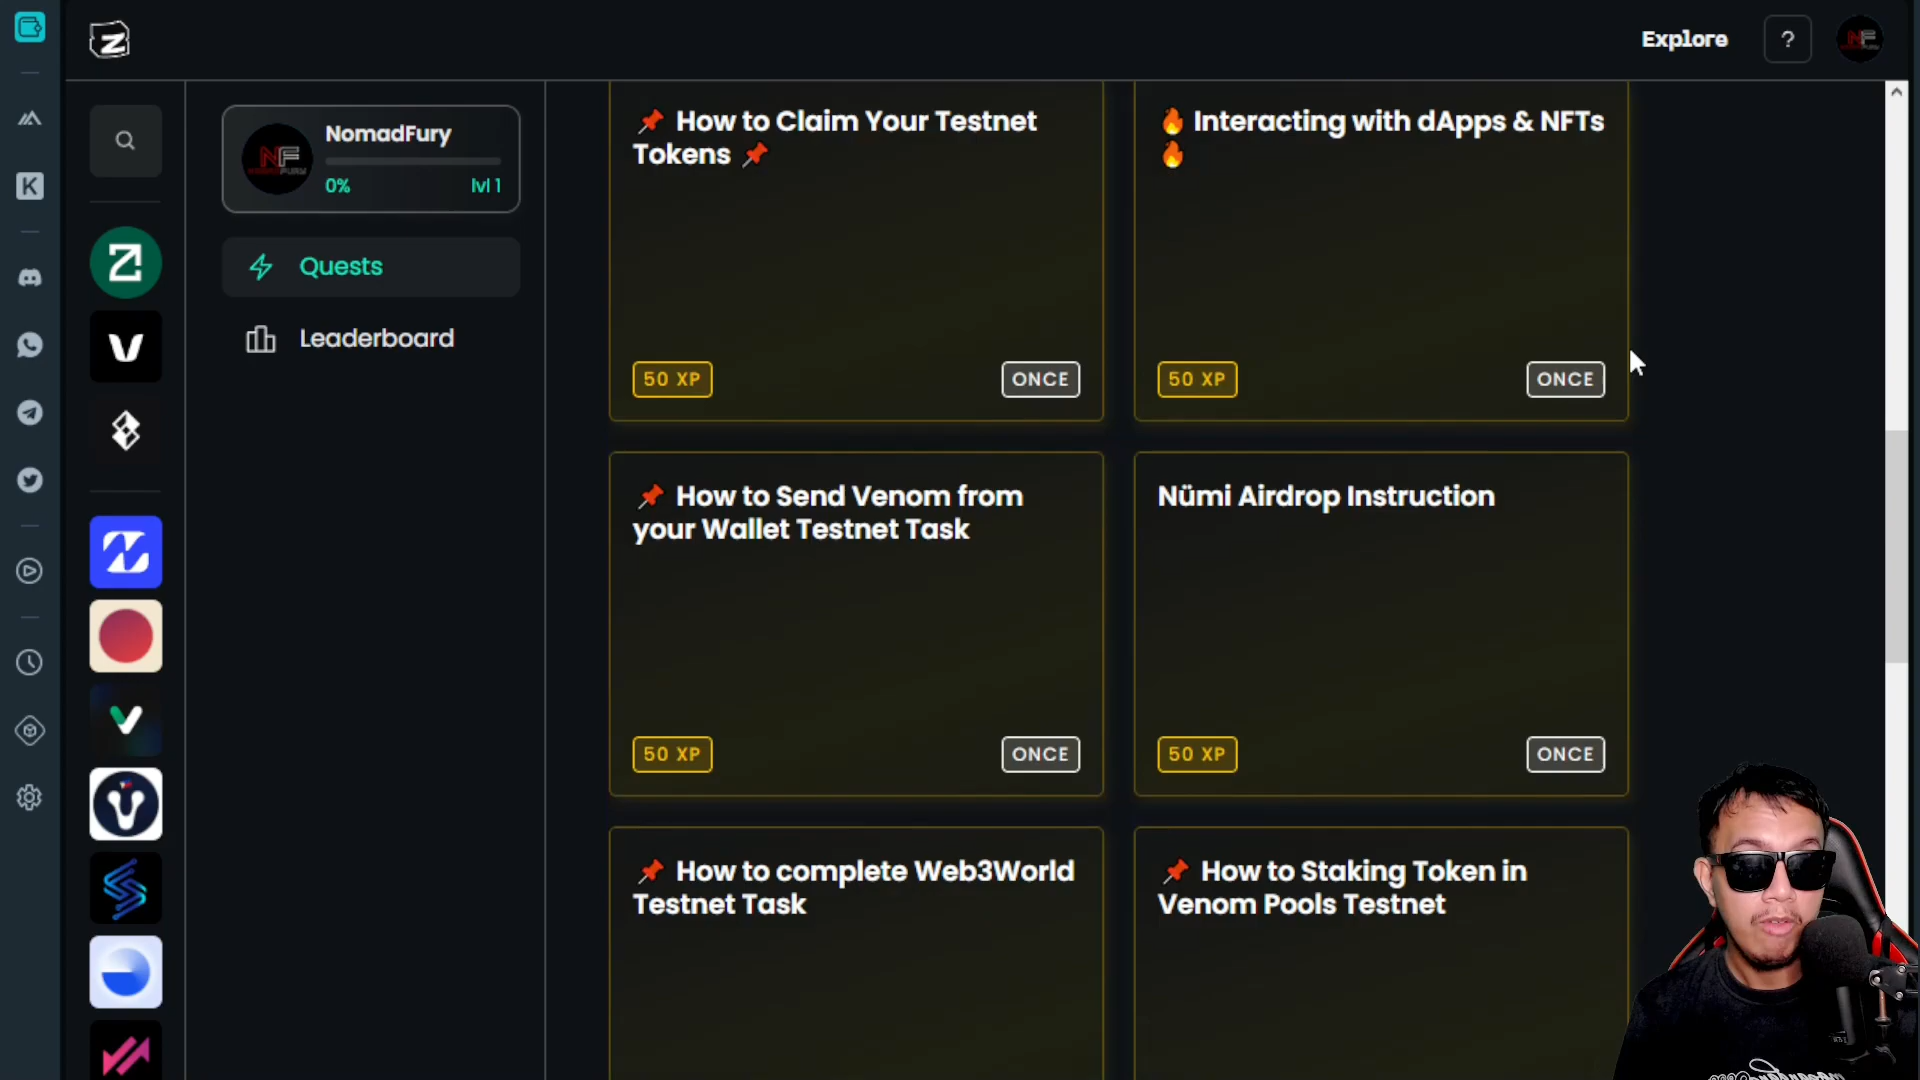 Explore
?
NomadFury
0%
lvl 1
Quests
Leaderboard
📌 How to Claim Your Testnet
Tokens 📌
50 XP
ONCE
🔥 Interacting with dApps & NFTs
🔥
50 XP
ONCE
📌 How to Send Venom from
your Wallet Testnet Task
50 XP
ONCE
Nümi Airdrop Instruction
50 XP
ONCE
📌 How to complete Web3World
Testnet Task
📌 How to Staking Token in
Venom Pools Testnet